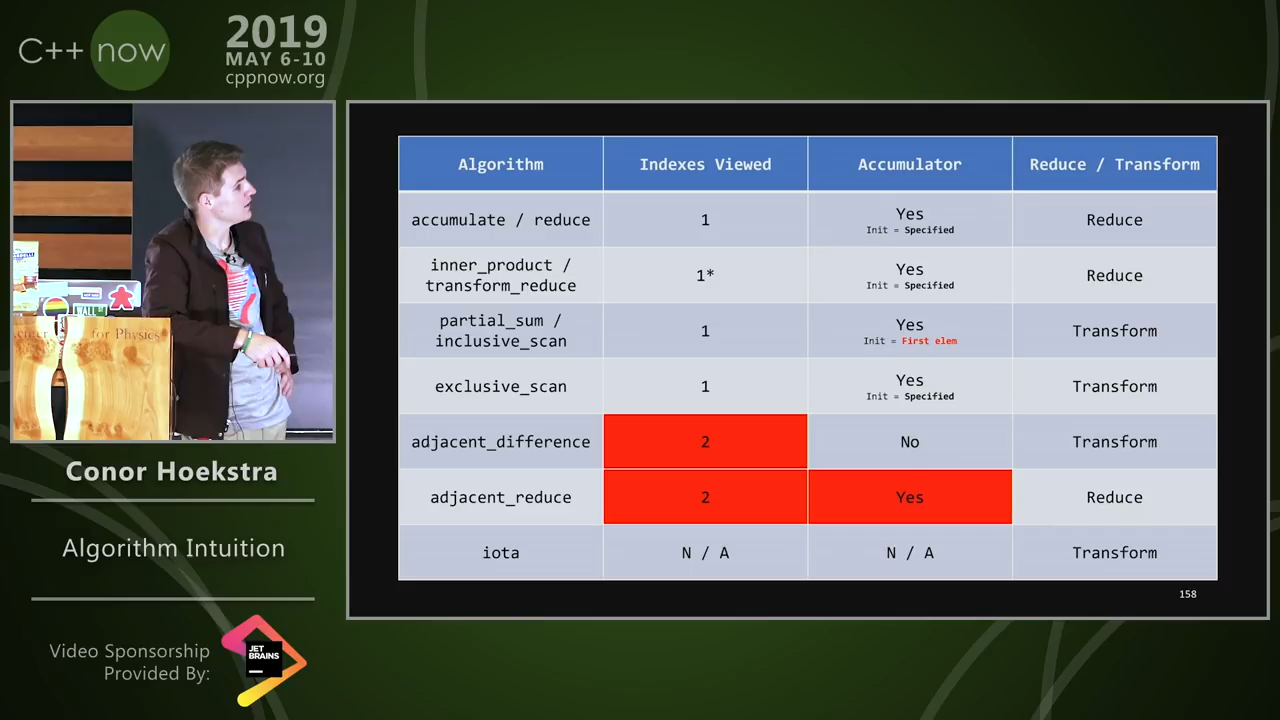 C++ now
2019
MAY 6-10
cppnow.org
for Physics
WALL
Conor Hoekstra
Algorithm Intuition
Video Sponsorship
Provided By:
JET
BRAINS
Algorithm Indexes Viewed Accumulator Reduce / Transform
accumulate / reduce 1 Yes Reduce
Init = Specified
inner_product / 1* Yes Reduce
transform_reduce Init = Specified
partial_sum / 1 Yes Transform
inclusive_scan Init = First elem
exclusive_scan 1 Yes Transform
Init = Specified
adjacent_difference 2 No Transform
adjacent_reduce 2 Yes Reduce
iota N / A N / A Transform
158